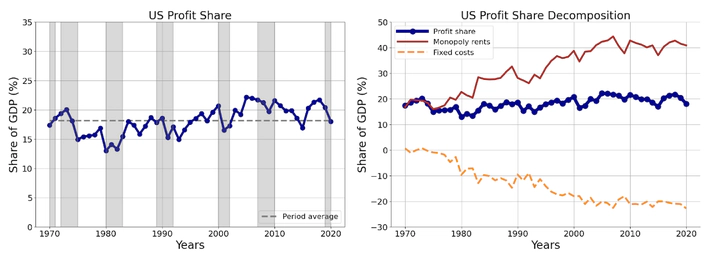 US Profit Share
Share of GDP (%)
35
30
25
20
15
10
5
0
1970
1980
1990
2000
2010
2020
Years
Period average
US Profit Share Decomposition
Share of GDP (%)
50
40
30
20
10
0
−10
−20
−30
1970
1980
1990
2000
2010
2020
Years
Profit share
Monopoly rents
Fixed costs